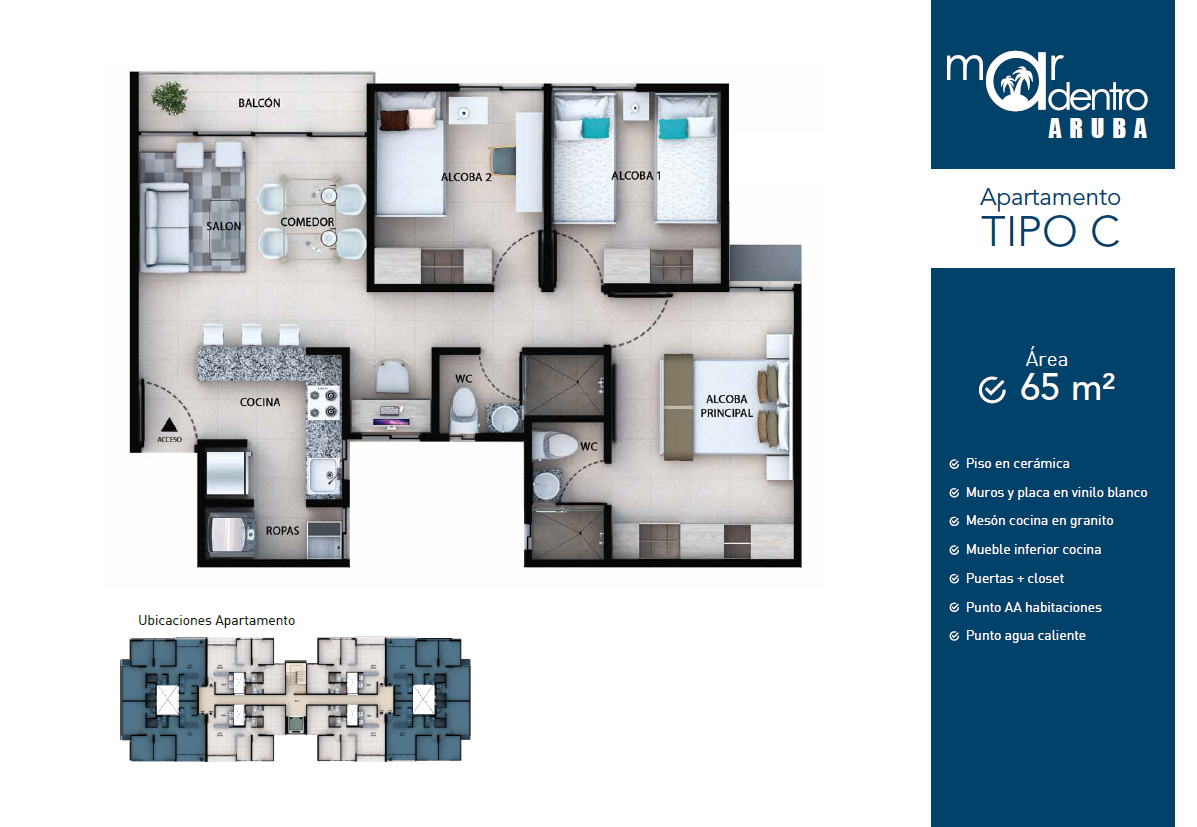 BALCÓN
ALCOBA 2
ALCOBA 1
SALON
COMEDOR
WC
COCINA
ALCOBA
PRINCIPAL
ACCESO
WC
ROPAS
Ubicaciones Apartamento
mar
dentro
ARUBA
Apartamento
TIPO C
Área
65 m²
Piso en cerámica
Muros y placa en vinilo blanco
Mesón cocina en granito
Mueble inferior cocina
Puertas + closet
Punto AA habitaciones
Punto agua caliente